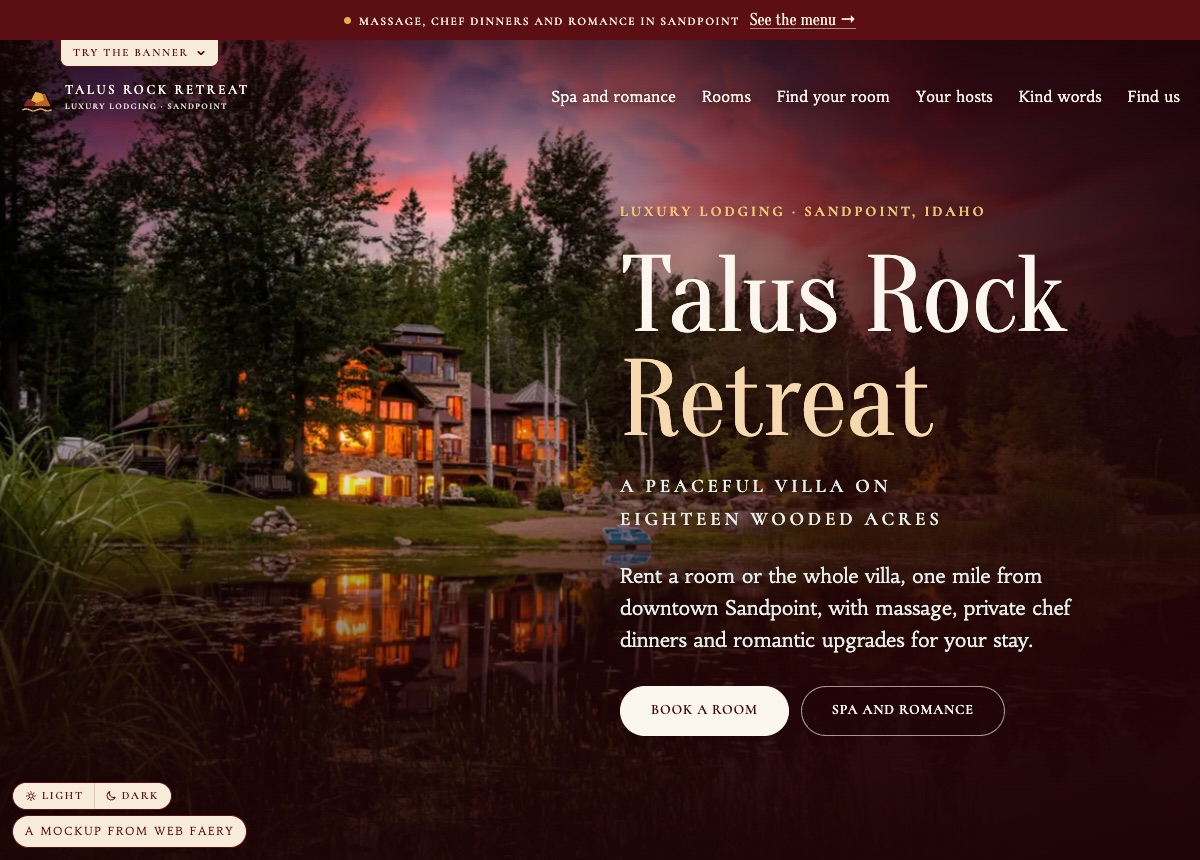 MASSAGE, CHEF DINNERS AND ROMANCE IN SANDPOINT See the menu →
TRY THE BANNER
TALUS ROCK RETREAT
LUXURY LODGING · SANDPOINT
Spa and romance Rooms Find your room Your hosts Kind words Find us
LUXURY LODGING · SANDPOINT, IDAHO
Talus Rock
Retreat
A PEACEFUL VILLA ON
EIGHTEEN WOODED ACRES
Rent a room or the whole villa, one mile from
downtown Sandpoint, with massage, private chef
dinners and romantic upgrades for your stay.
BOOK A ROOM SPA AND ROMANCE
LIGHT DARK
A MOCKUP FROM WEB FAERY